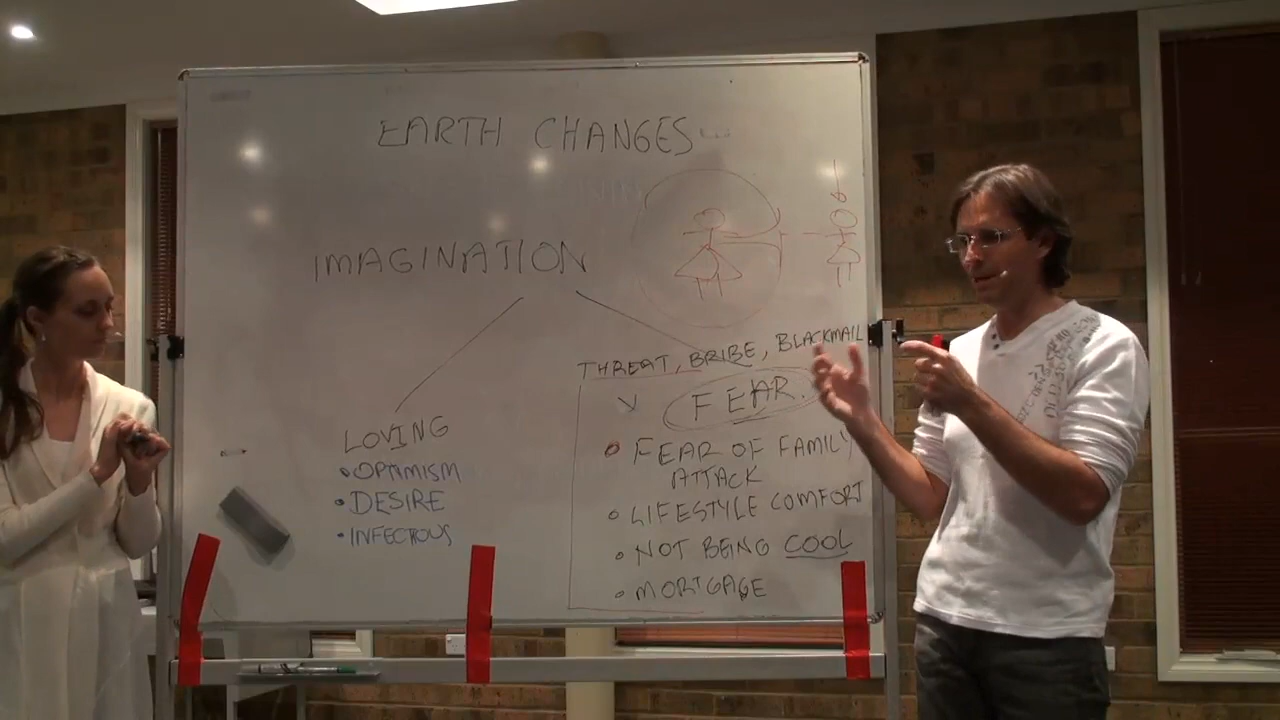 EARTH CHANGES
IMAGINATION
LOVING
• OPTIMISM
• DESIRE
• INFECTIOUS
THREAT, BRIBE, BLACKMAIL
FEAR
• FEAR OF FAMILY
ATTACK
• LIFESTYLE COMFORT
• NOT BEING COOL
• MORTGAGE